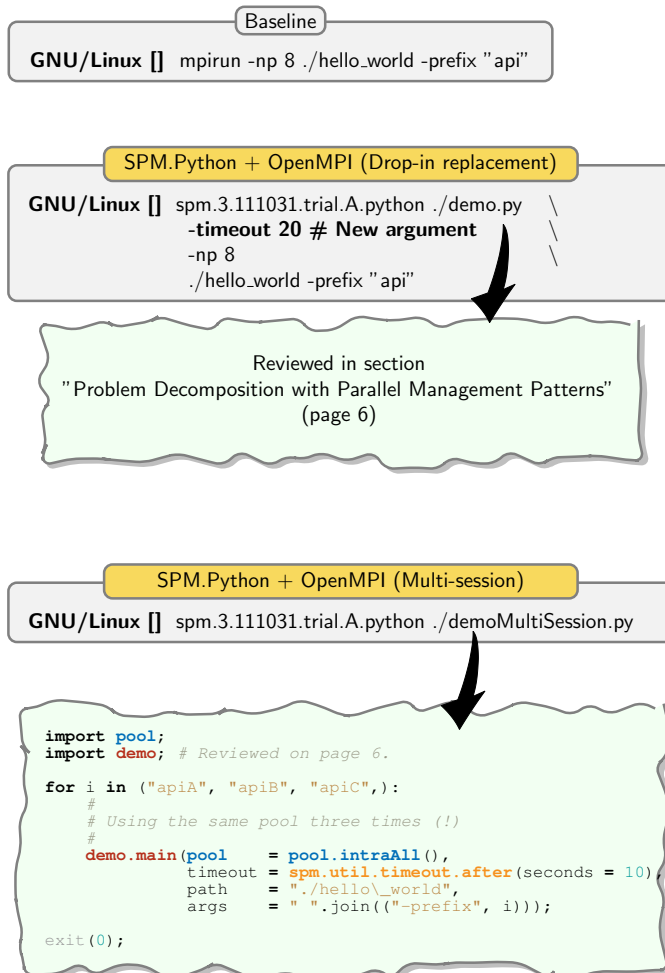 Baseline
GNU/Linux [] mpirun -np 8 ./hello_world -prefix "api"
SPM.Python + OpenMPI (Drop-in replacement)
GNU/Linux [] spm.3.111031.trial.A.python ./demo.py \
-timeout 20 # New argument \
-np 8 \
./hello_world -prefix "api"
Reviewed in section
"Problem Decomposition with Parallel Management Patterns"
(page 6)
SPM.Python + OpenMPI (Multi-session)
GNU/Linux [] spm.3.111031.trial.A.python ./demoMultiSession.py
import pool;
import demo; # Reviewed on page 6.
for i in ("apiA", "apiB", "apiC",):
#
# Using the same pool three times (!)
#
demo.main(pool = pool.intraAll(),
timeout = spm.util.timeout.after(seconds = 10),
path = "./hello\_world",
args = " ".join(("-prefix", i)));
exit(0);